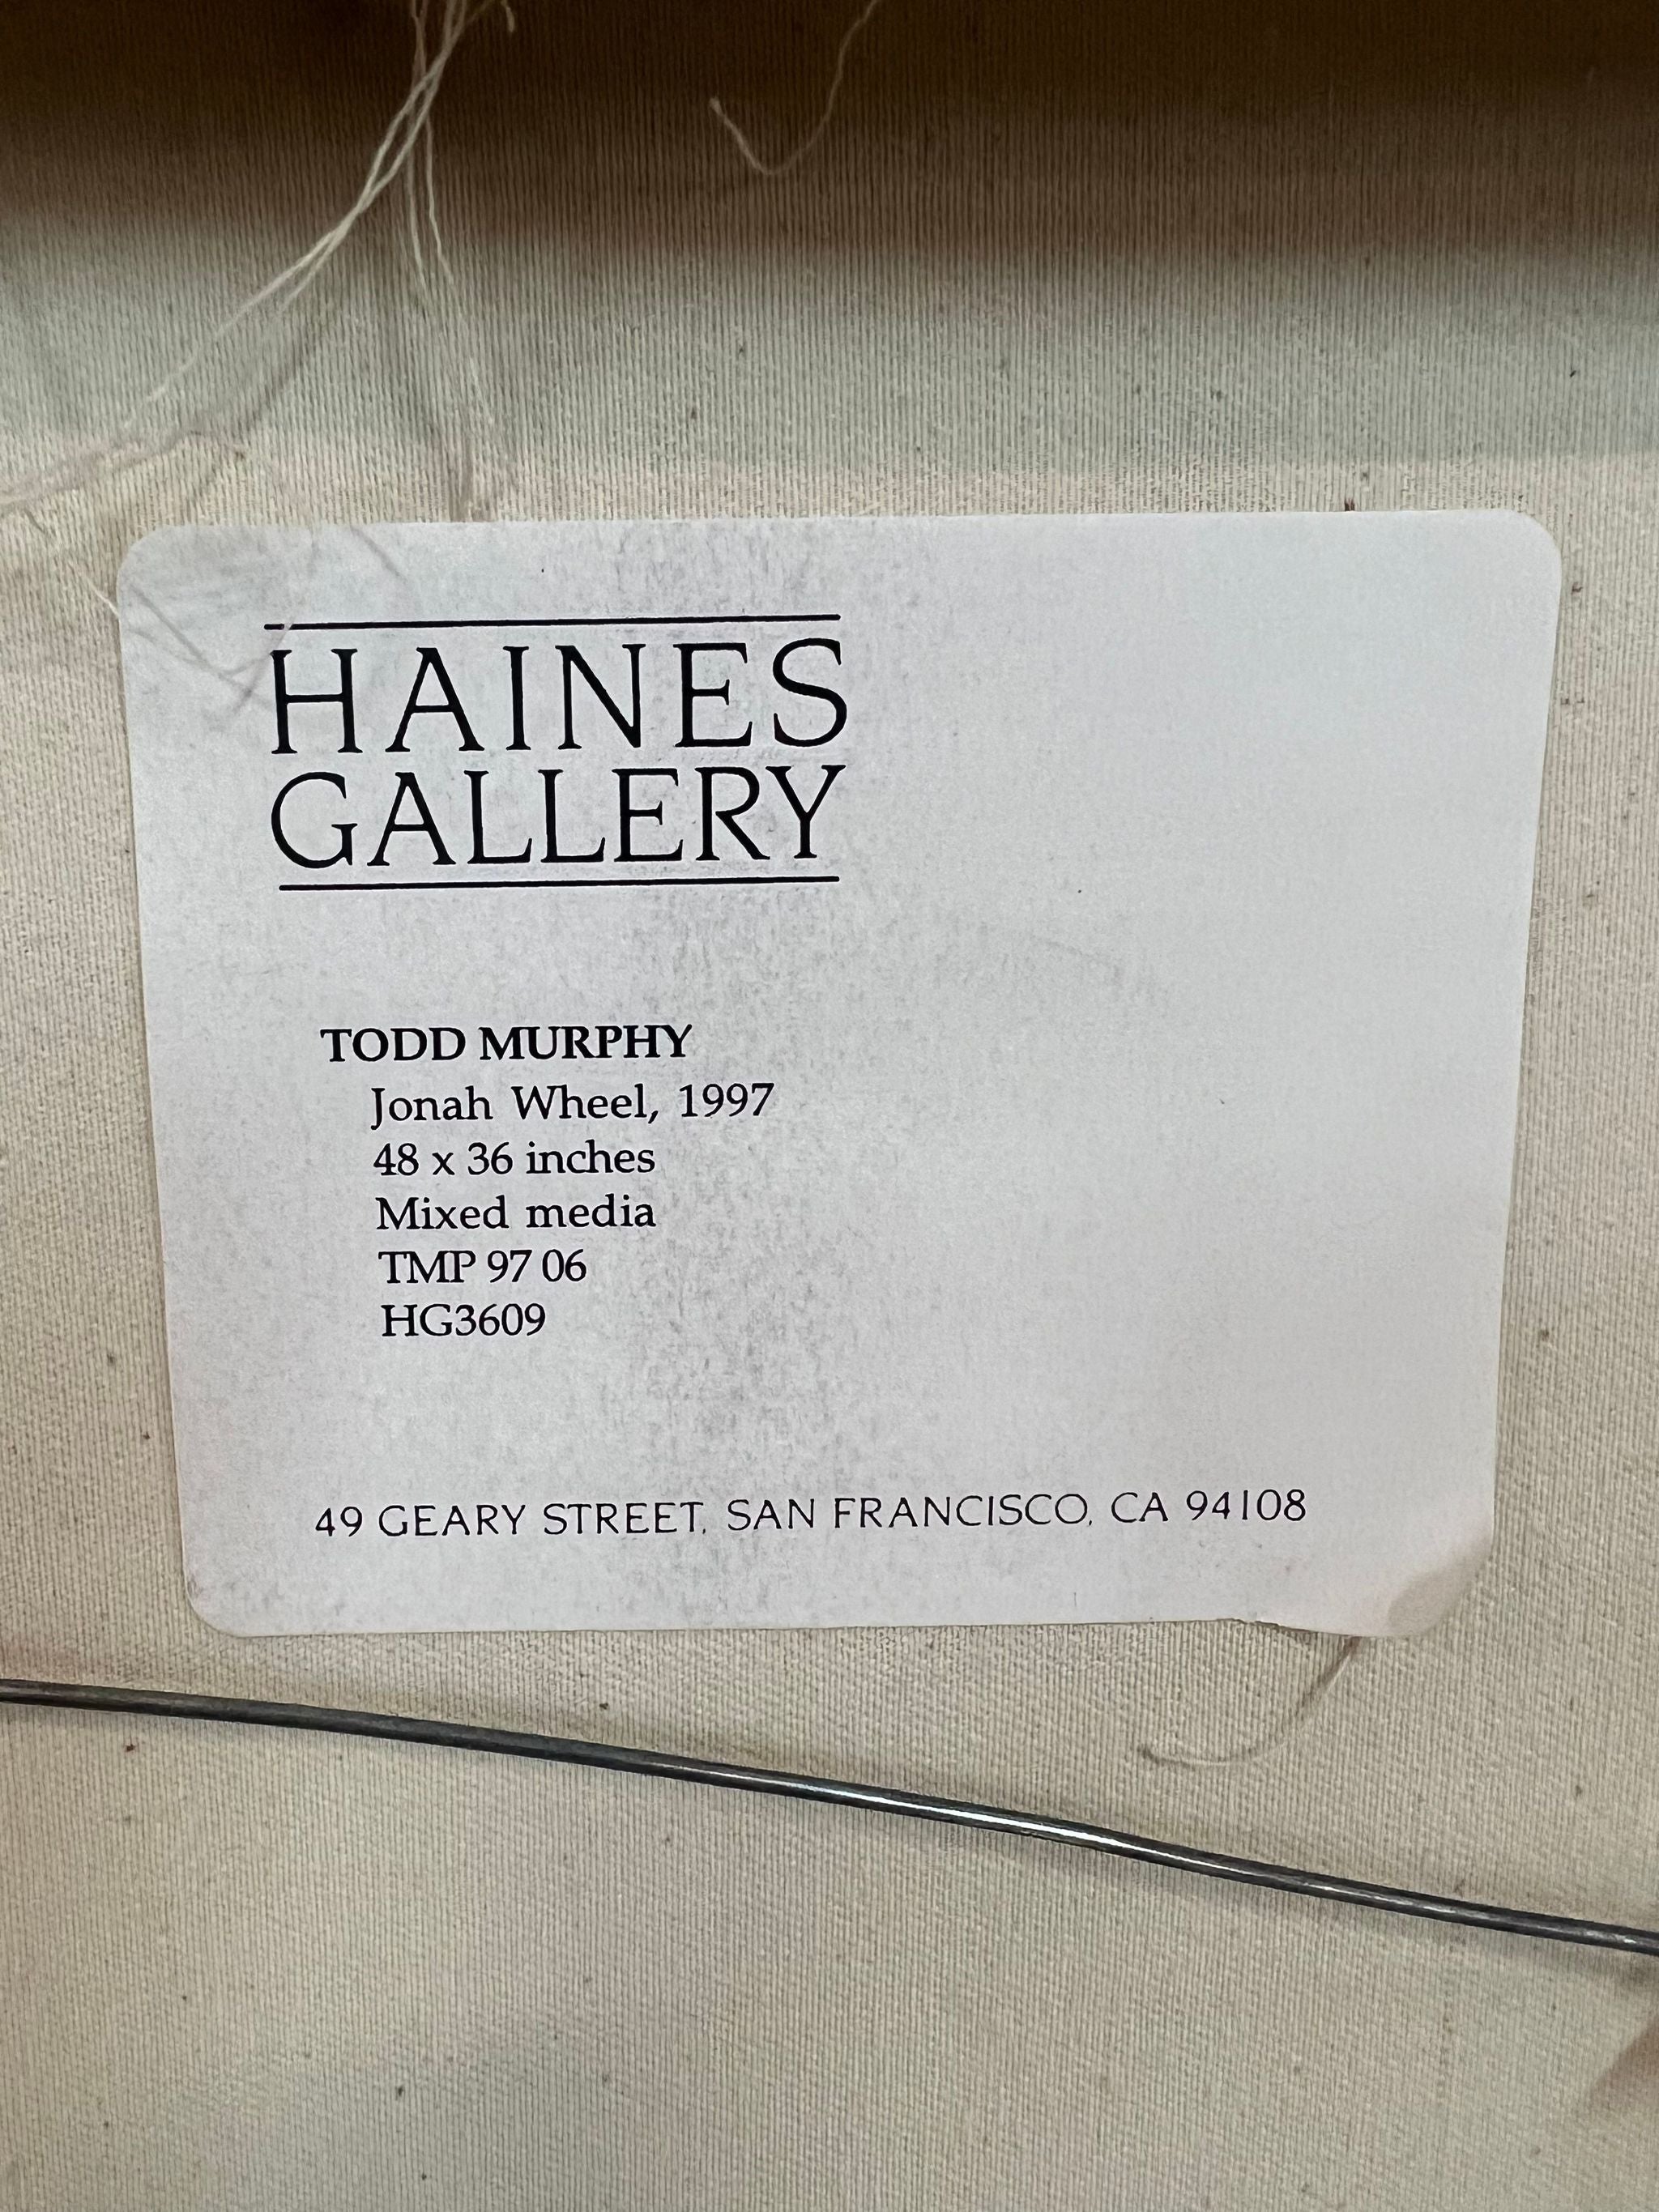 HAINES
GALLERY
TODD MURPHY
Jonah Wheel, 1997
48 x 36 inches
Mixed media
TMP 97 06
HG3609
49 GEARY STREET, SAN FRANCISCO, CA 94108